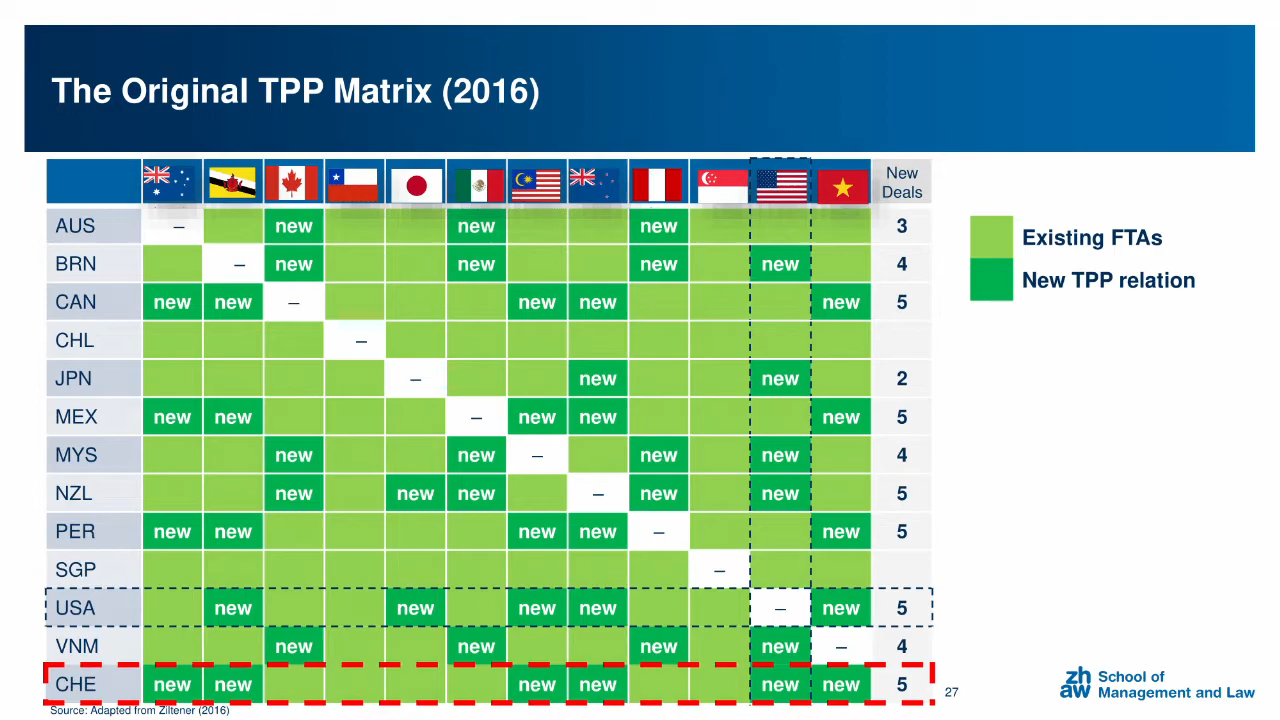 The Original TPP Matrix (2016)
New
Deals
AUS – new new new 3
BRN – new new new new 4
CAN new new – new new new 5
CHL –
JPN – new new 2
MEX new new – new new new 5
MYS new new – new new 4
NZL new new new – new new 5
PER new new new new – new 5
SGP –
USA new new new new – new 5
VNM new new new new – 4
CHE new new new new new new 5
Existing FTAs
New TPP relation
Source: Adapted from Ziltener (2016)
27
zh
aw
School of
Management and Law